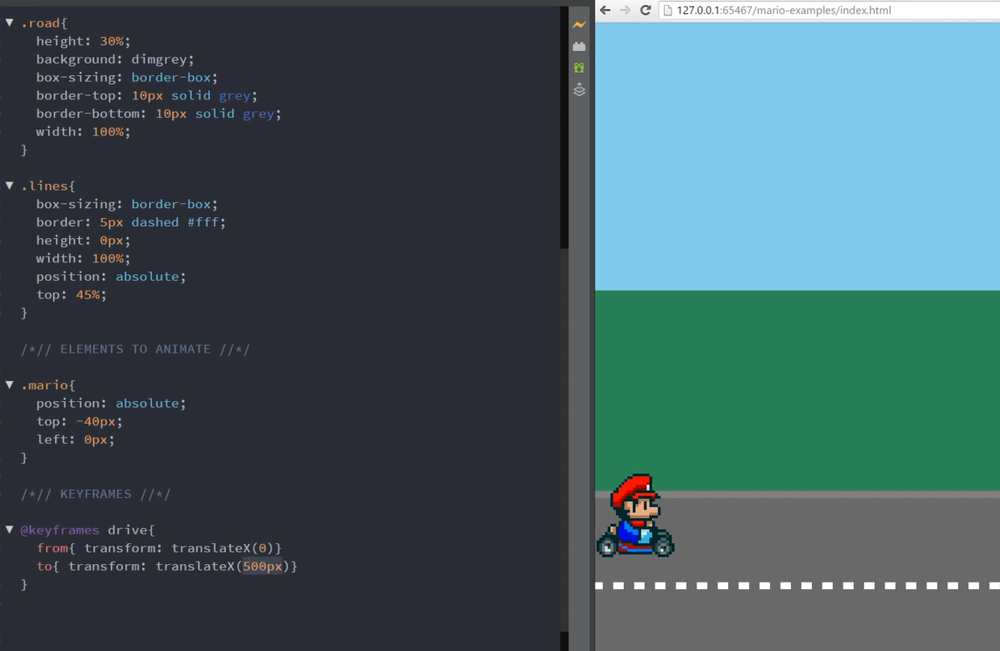 .road{
height: 30%;
background: dimgrey;
box-sizing: border-box;
border-top: 10px solid grey;
border-bottom: 10px solid grey;
width: 100%;
}
.lines{
box-sizing: border-box;
border: 5px dashed #fff;
height: 0px;
width: 100%;
position: absolute;
top: 45%;
}
/*// ELEMENTS TO ANIMATE //*/
.mario{
position: absolute;
top: -40px;
left: 0px;
}
/*// KEYFRAMES //*/
@keyframes drive{
from{ transform: translateX(0)}
to{ transform: translateX(500px)}
}
127.0.0.1:65467/mario-examples/index.html